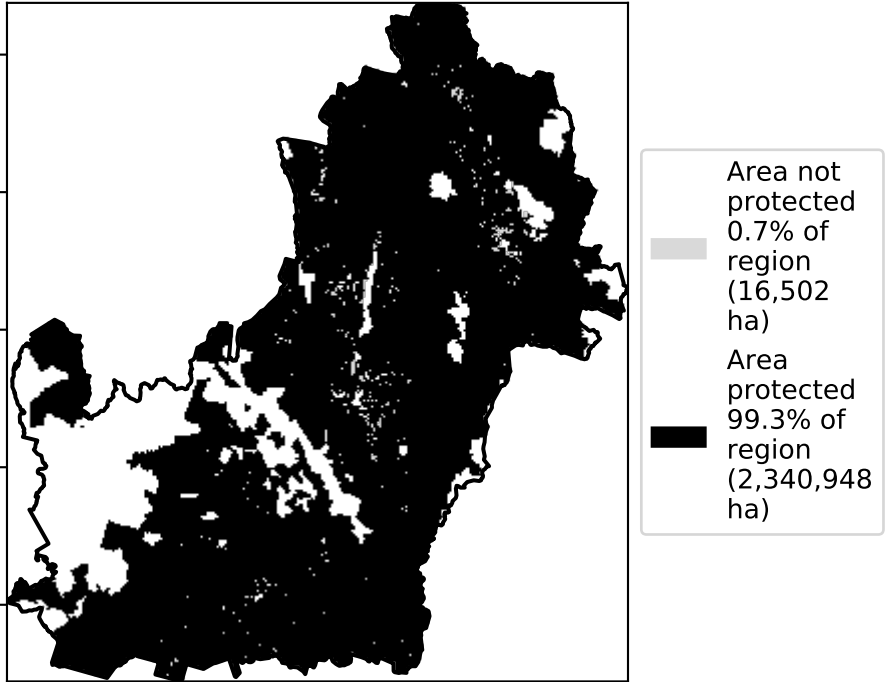 Area not
protected
0.7% of
region
(16,502
ha)
Area
protected
99.3% of
region
(2,340,948
ha)